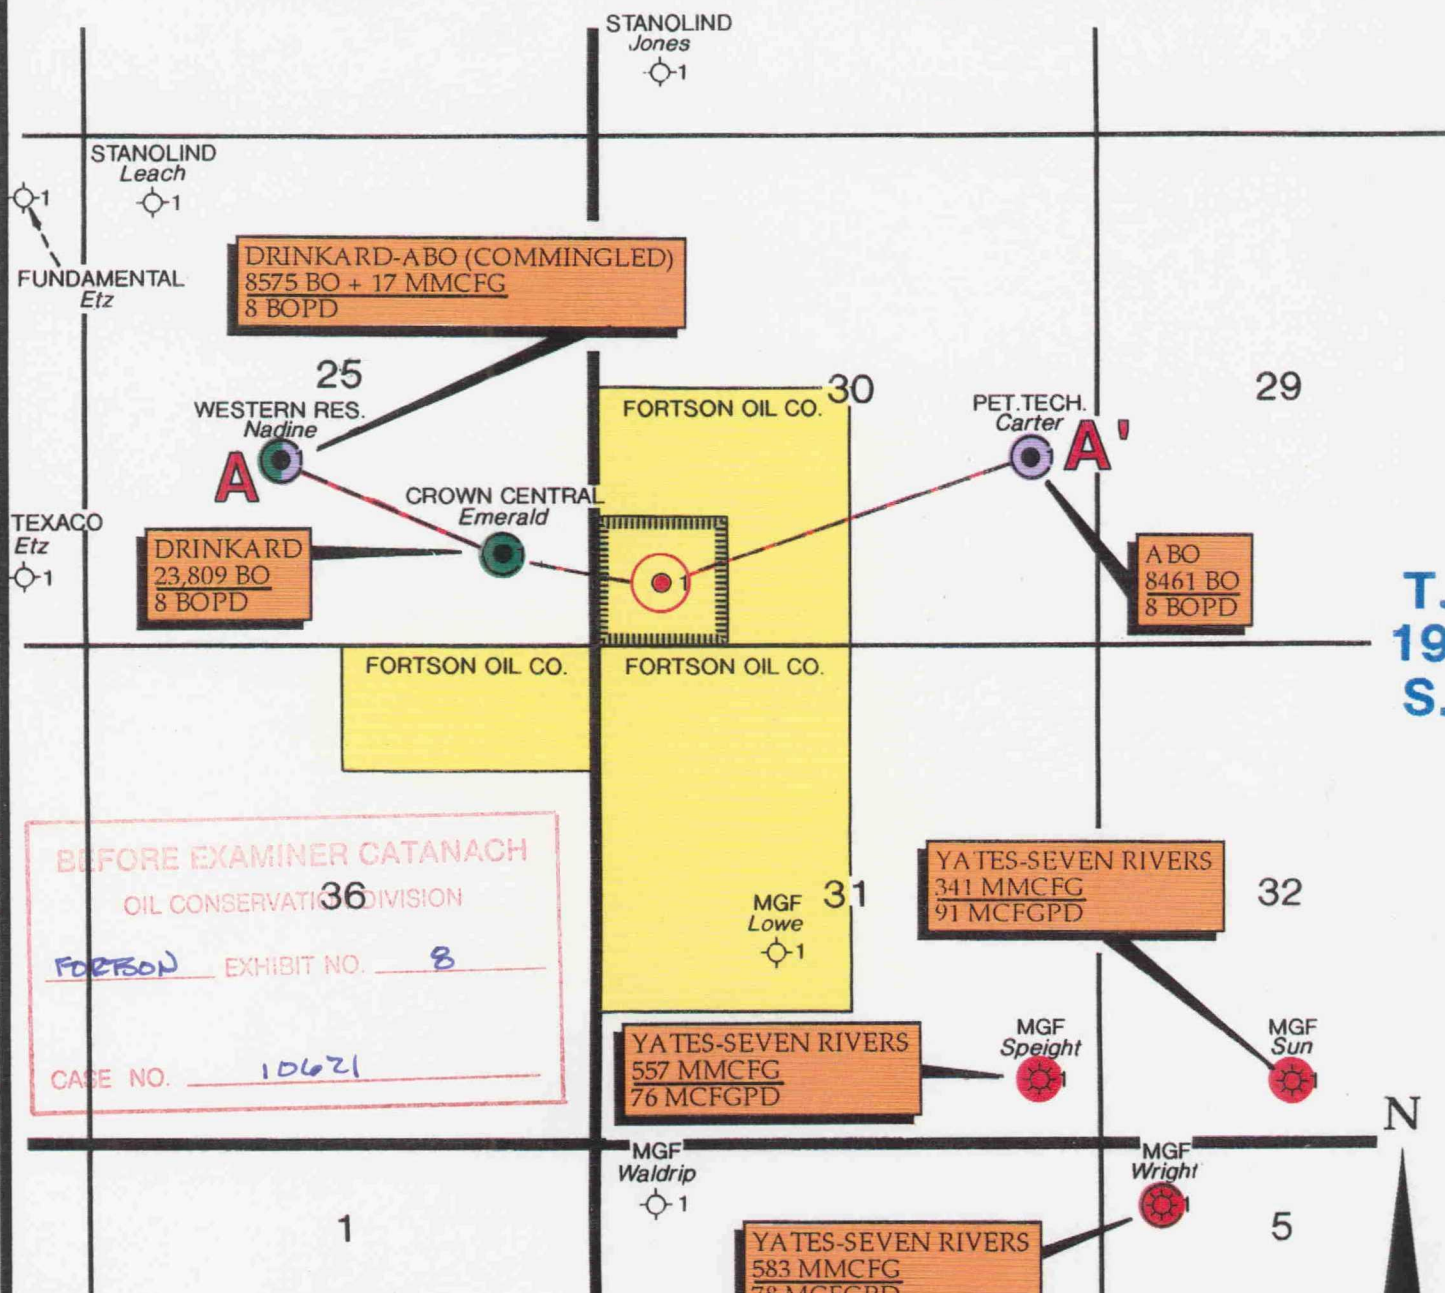 STANOLIND
Jones
1
STANOLIND
Leach
1
1
FUNDAMENTAL
Etz
DRINKARD-ABO (COMMINGLED)
8575 BO + 17 MMCFG
8 BOPD
25
30
29
WESTERN RES.
Nadine
A
FORTSON OIL CO.
PET. TECH.
Carter
A'
CROWN CENTRAL
Emerald
TEXACO
Etz
1
DRINKARD
23,809 BO
8 BOPD
1
ABO
8461 BO
8 BOPD
T.
19
S.
FORTSON OIL CO.
FORTSON OIL CO.
BEFORE EXAMINER CATANACH
OIL CONSERVATION DIVISION
36
FORTSON EXHIBIT NO. 8
CASE NO. 10621
MGF
Lowe
1
31
YATES-SEVEN RIVERS
341 MMCFG
91 MCFGPD
32
YATES-SEVEN RIVERS
557 MMCFG
76 MCFGPD
MGF
Speight
1
MGF
Sun
1
N
MGF
Waldrip
1
MGF
Wright
1
1
5
YATES-SEVEN RIVERS
583 MMCFG
78 MCFGPD